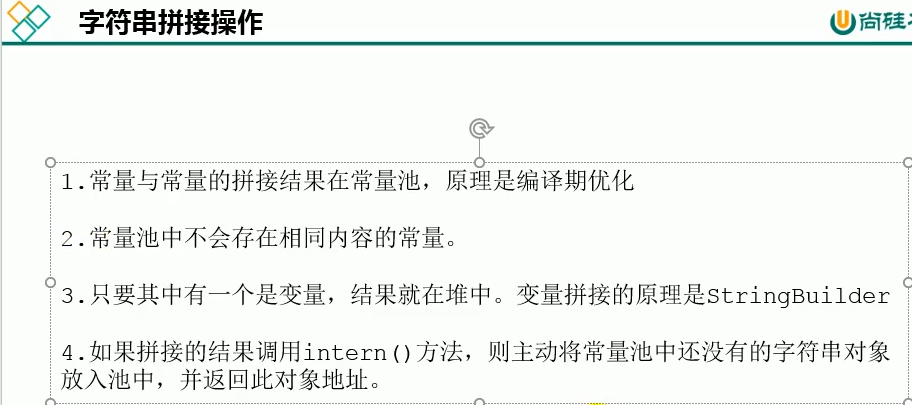 字符串拼接操作
尚硅
1.常量与常量的拼接结果在常量池，原理是编译期优化
2.常量池中不会存在相同内容的常量。
3.只要其中有一个是变量，结果就在堆中。变量拼接的原理是StringBuilder
4.如果拼接的结果调用intern()方法，则主动将常量池中还没有的字符串对象
放入池中，并返回此对象地址。